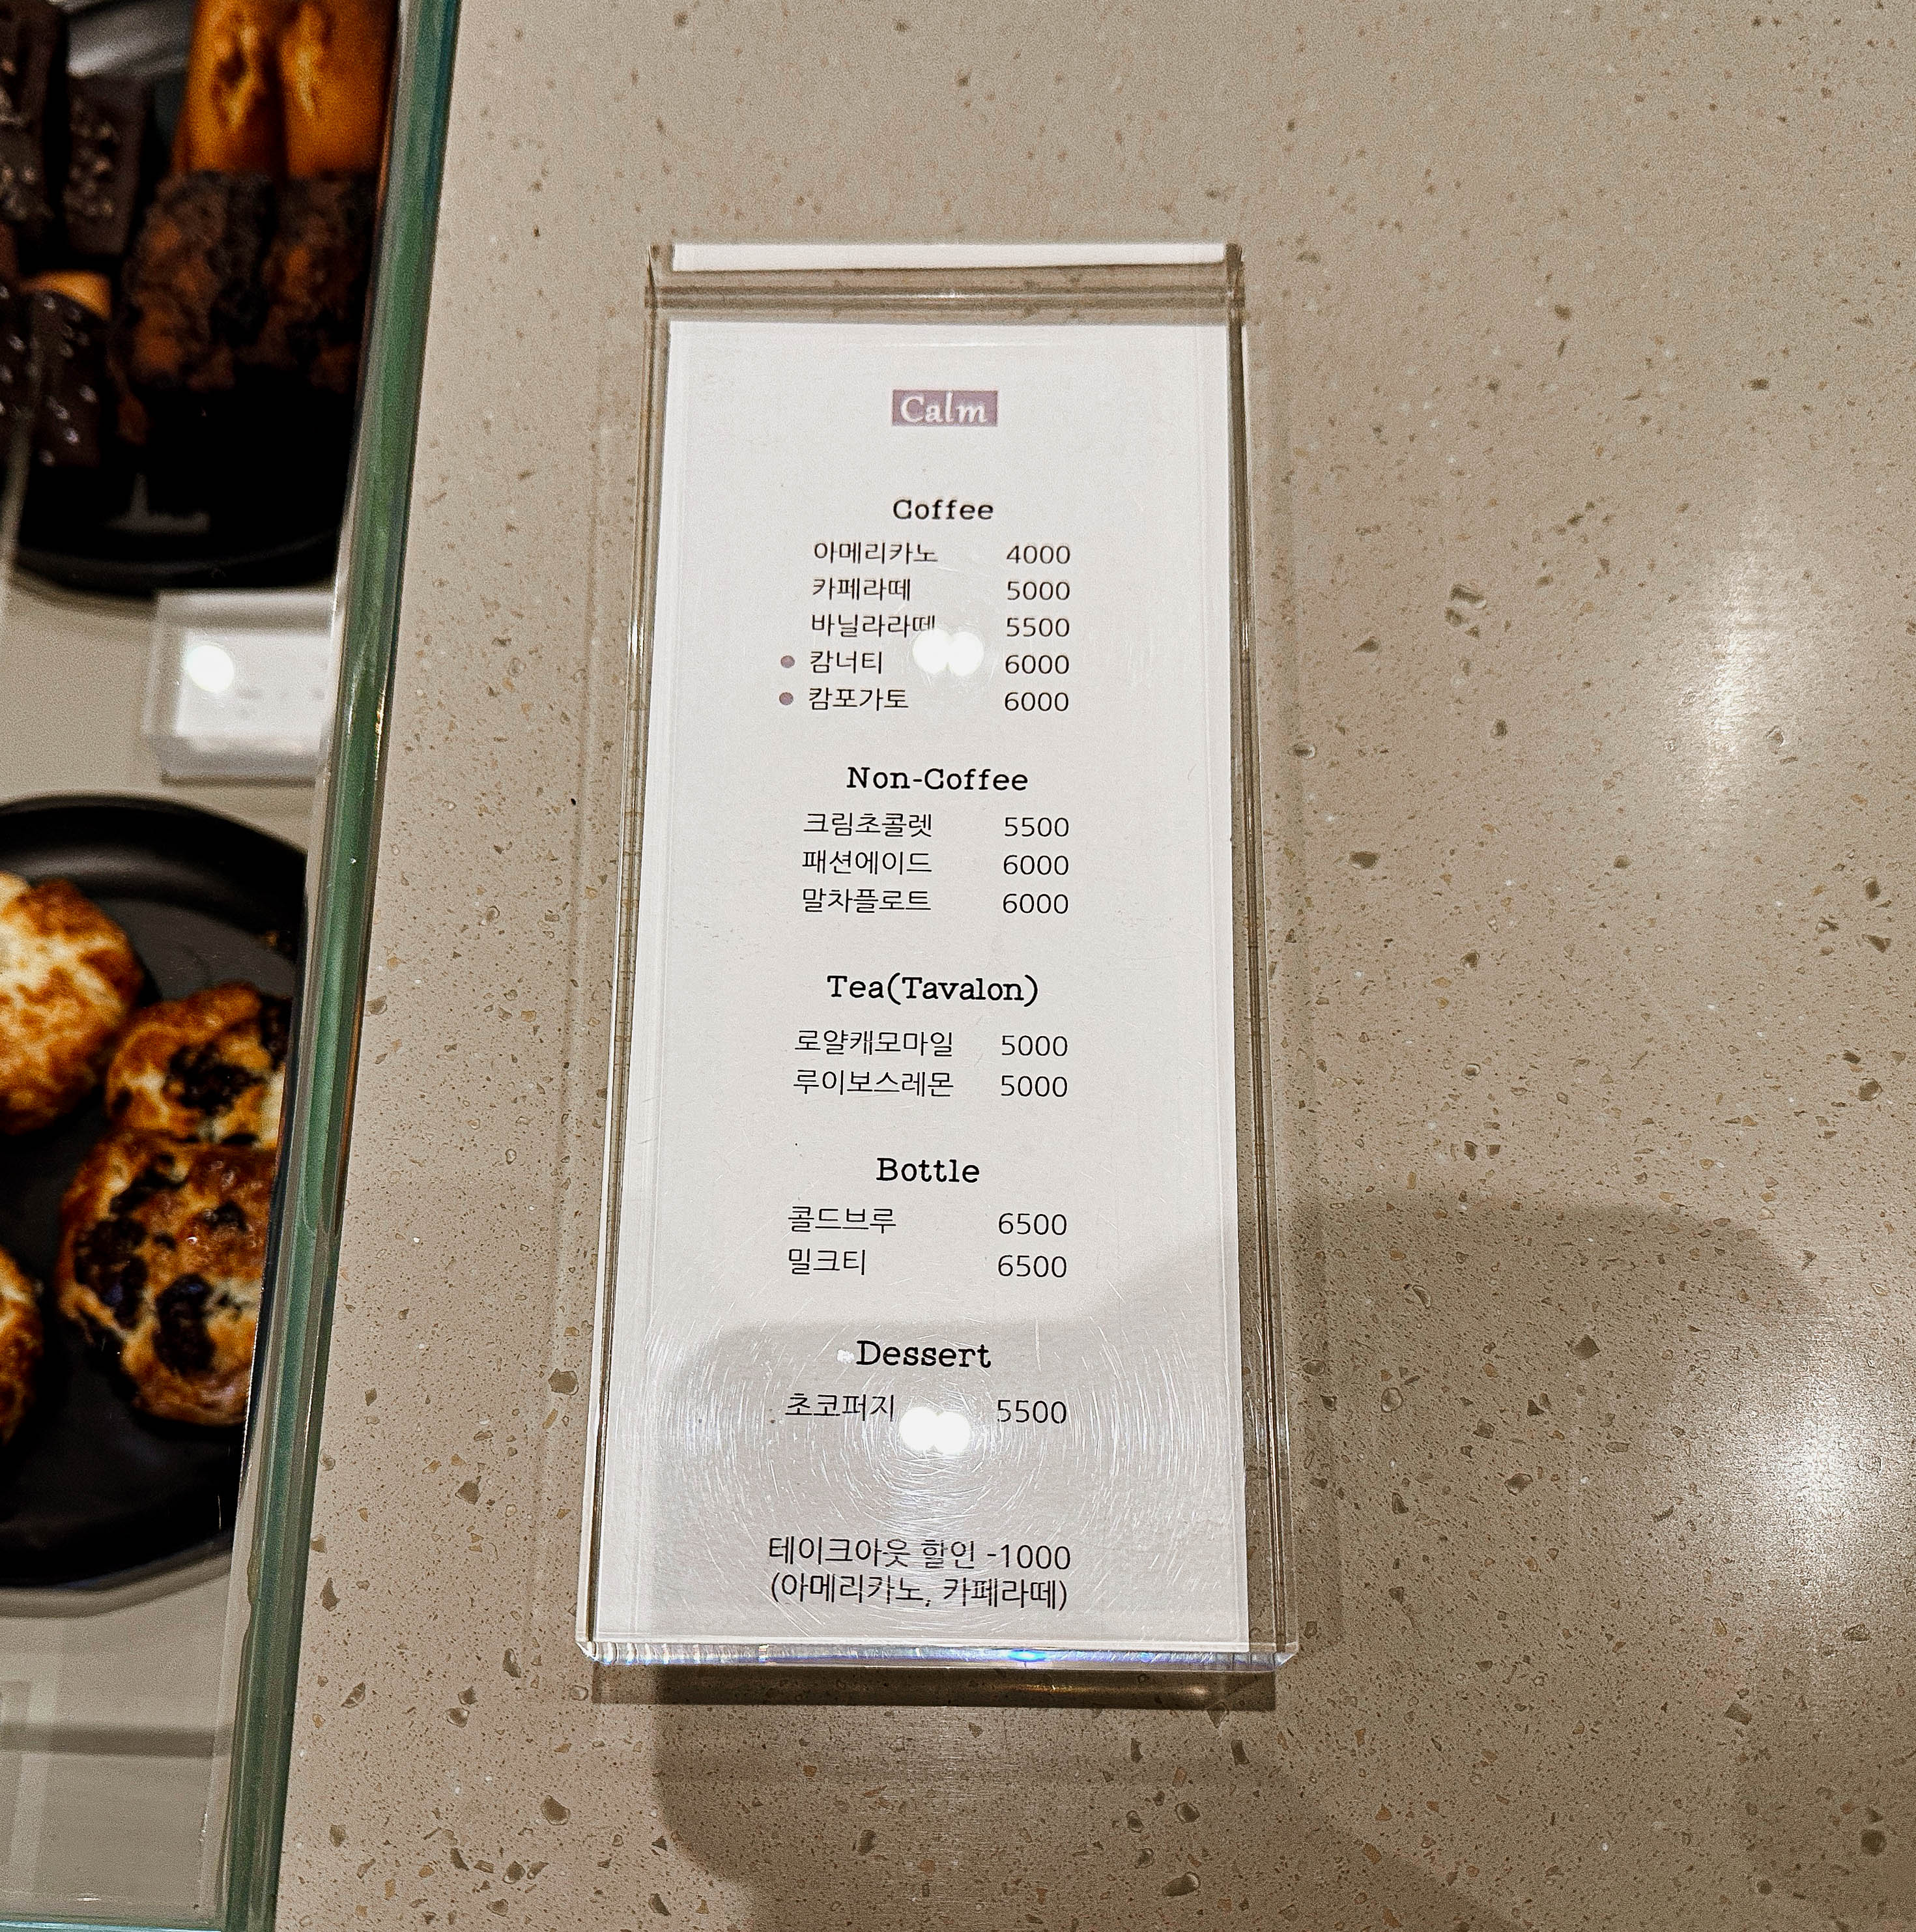 Calm
Coffee
아메리카노 4000
카페라떼 5000
바닐라라떼 5500
캄너티 6000
캄포가토 6000
Non-Coffee
크림초콜렛 5500
패션에이드 6000
말차플로트 6000
Tea(Tavalon)
로얄캐모마일 5000
루이보스레몬 5000
Bottle
콜드브루 6500
밀크티 6500
Dessert
초코퍼지 5500
테이크아웃 할인 -1000
(아메리카노, 카페라떼)